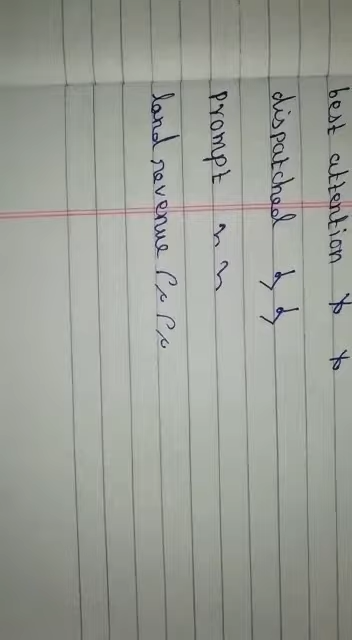 best attention
dispatched
prompt
land revenue